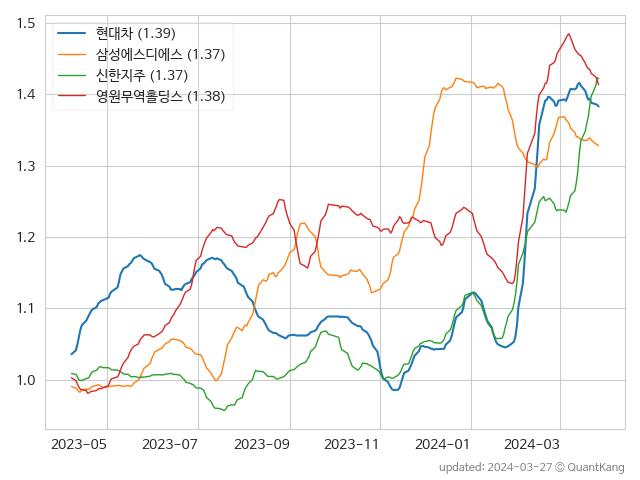 1.5
현대차 (1.39)
삼성에스디에스 (1.37)
신한지주 (1.37)
영원무역홀딩스 (1.38)
1.4
1.3
1.2
1.1
1.0
2023-05 2023-07 2023-09 2023-11 2024-01 2024-03
updated: 2024-03-27 © QuantKang